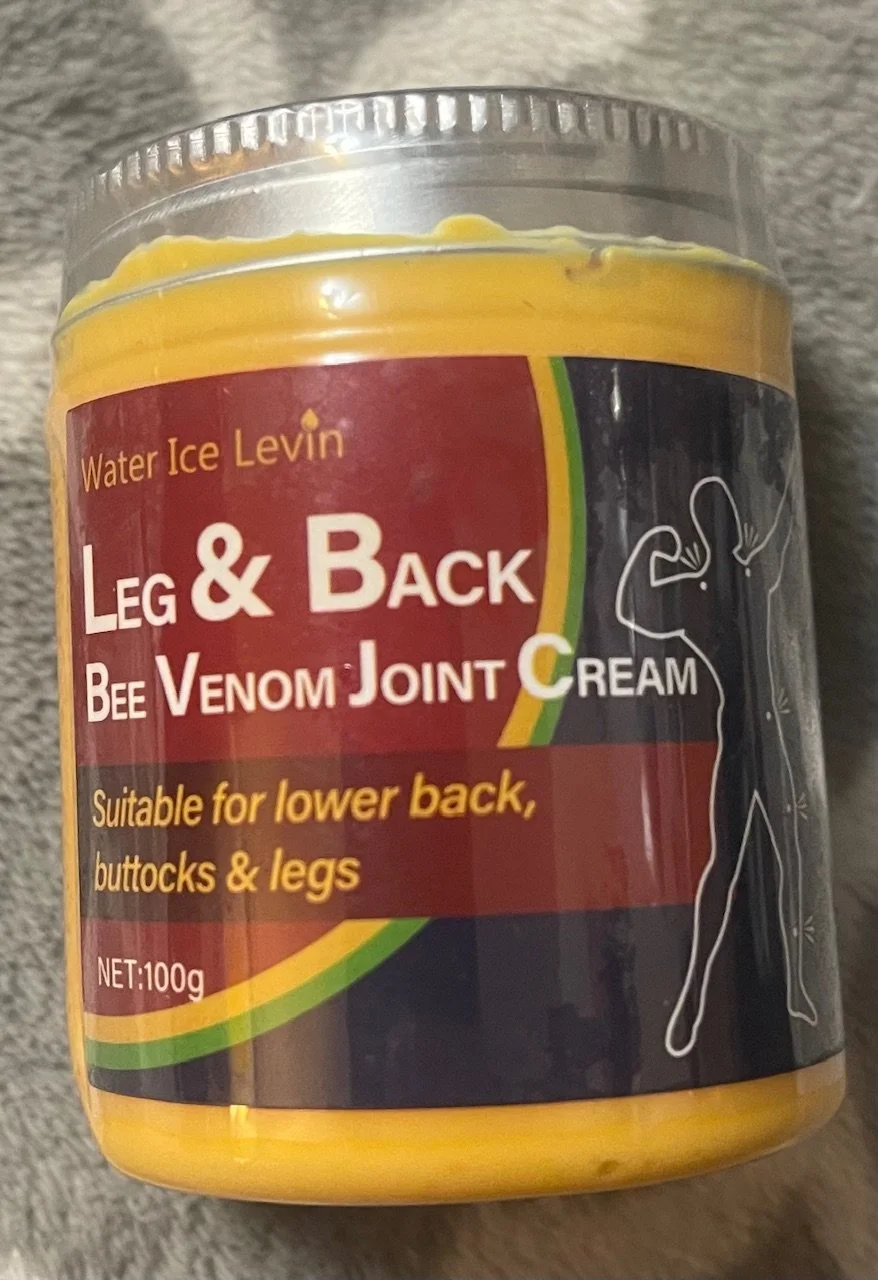 Water Ice Levin
LEG & BACK
BEE VENOM JOINT CREAM
Suitable for lower back,
buttocks & legs
NET:100g